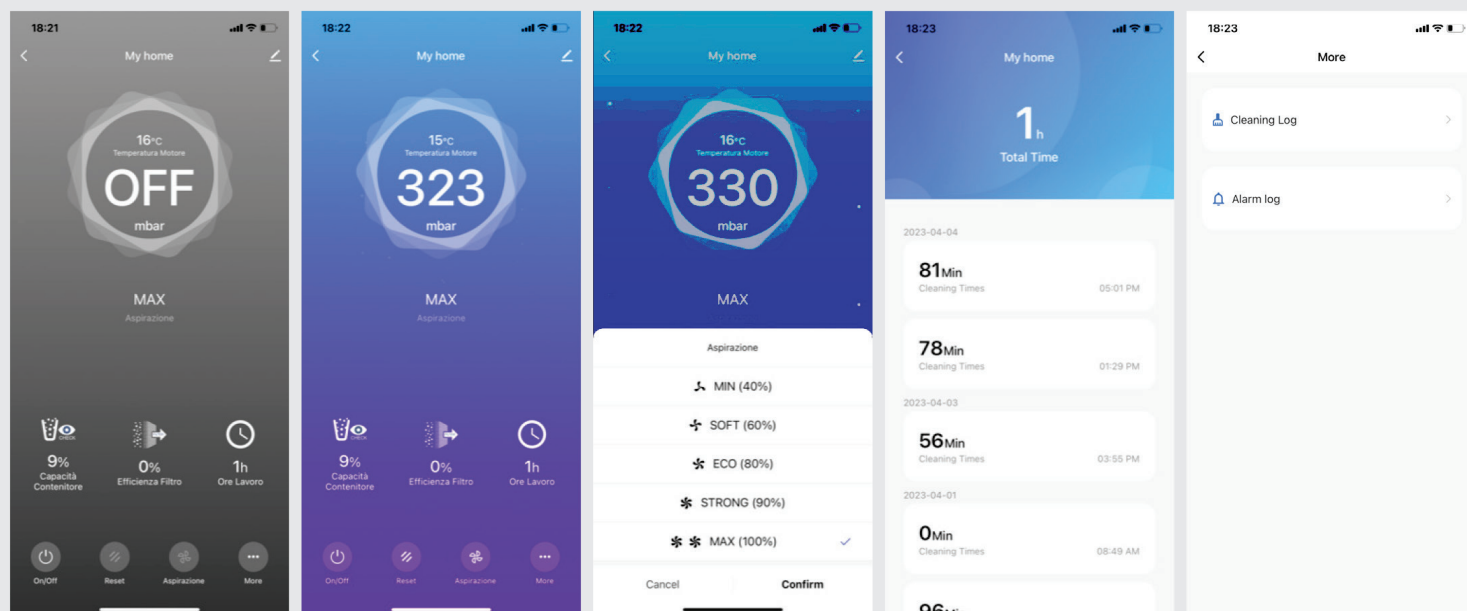 18:21
My home
16°C
Temperatura Motore
OFF
mbar
MAX
Aspirazione
CHECK
9%
Capacità
Contenitore
0%
Efficienza Filtro
1h
Ore Lavoro
On/Off
Reset
Aspirazione
More
18:22
My home
15°C
Temperatura Motore
323
mbar
MAX
Aspirazione
CHECK
9%
Capacità
Contenitore
0%
Efficienza Filtro
1h
Ore Lavoro
On/Off
Reset
Aspirazione
More
18:22
My home
16°C
Temperatura Motore
330
mbar
MAX
Aspirazione
MIN (40%)
SOFT (60%)
ECO (80%)
STRONG (90%)
MAX (100%)
Cancel
Confirm
18:23
My home
1h
Total Time
2023-04-04
81Min
Cleaning Times
05:01 PM
78Min
Cleaning Times
01:29 PM
2023-04-03
56Min
Cleaning Times
03:55 PM
2023-04-01
0Min
Cleaning Times
08:49 AM
96Min
18:23
More
Cleaning Log
Alarm log